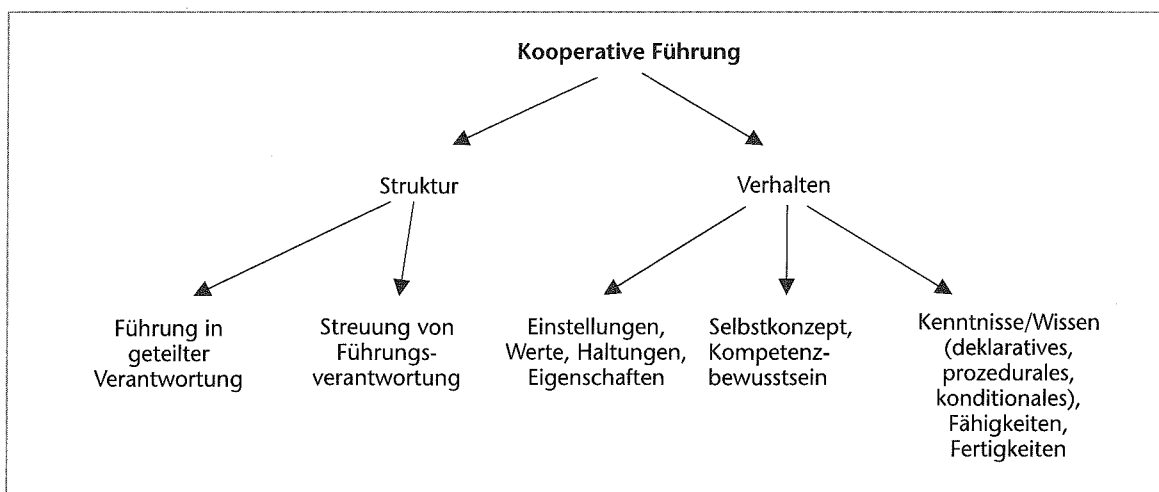 Kooperative Führung
Struktur
Verhalten
Führung in
geteilter
Verantwortung
Streuung von
Führungs-
verantwortung
Einstellungen,
Werte, Haltungen,
Eigenschaften
Selbstkonzept,
Kompetenz-
bewusstsein
Kenntnisse/Wissen
(deklaratives,
prozedurales,
konditionales),
Fähigkeiten,
Fertigkeiten